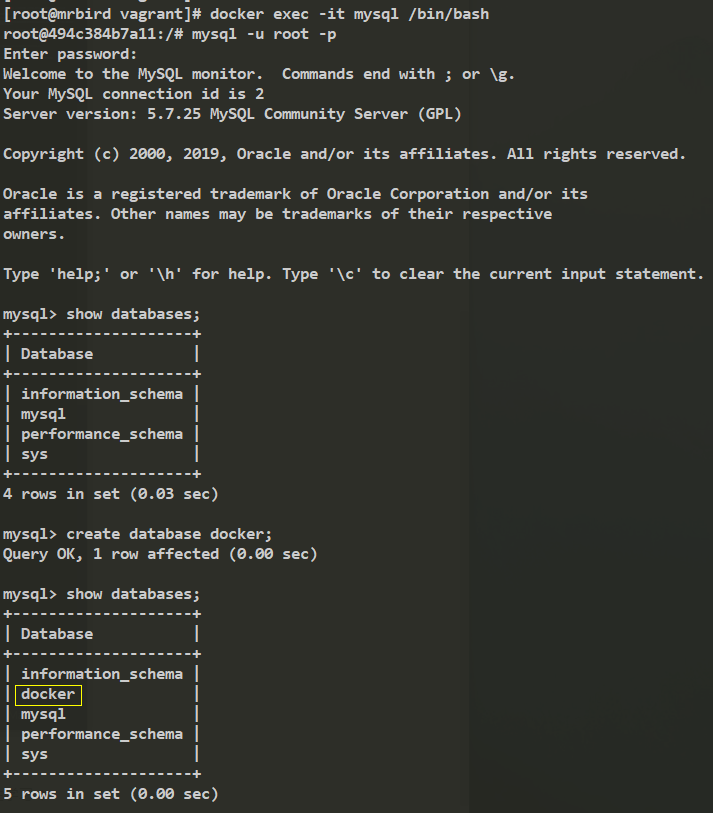 [root@mrbird vagrant]# docker exec -it mysql /bin/bash
root@494c384b7a11:/# mysql -u root -p
Enter password:
Welcome to the MySQL monitor.  Commands end with ; or \g.
Your MySQL connection id is 2
Server version: 5.7.25 MySQL Community Server (GPL)

Copyright (c) 2000, 2019, Oracle and/or its affiliates. All rights reserved.

Oracle is a registered trademark of Oracle Corporation and/or its
affiliates. Other names may be trademarks of their respective
owners.

Type 'help;' or '\h' for help. Type '\c' to clear the current input statement.

mysql> show databases;
+--------------------+
| Database           |
+--------------------+
| information_schema |
| mysql              |
| performance_schema |
| sys                |
+--------------------+
4 rows in set (0.03 sec)

mysql> create database docker;
Query OK, 1 row affected (0.00 sec)

mysql> show databases;
+--------------------+
| Database           |
+--------------------+
| information_schema |
| docker             |
| mysql              |
| performance_schema |
| sys                |
+--------------------+
5 rows in set (0.00 sec)